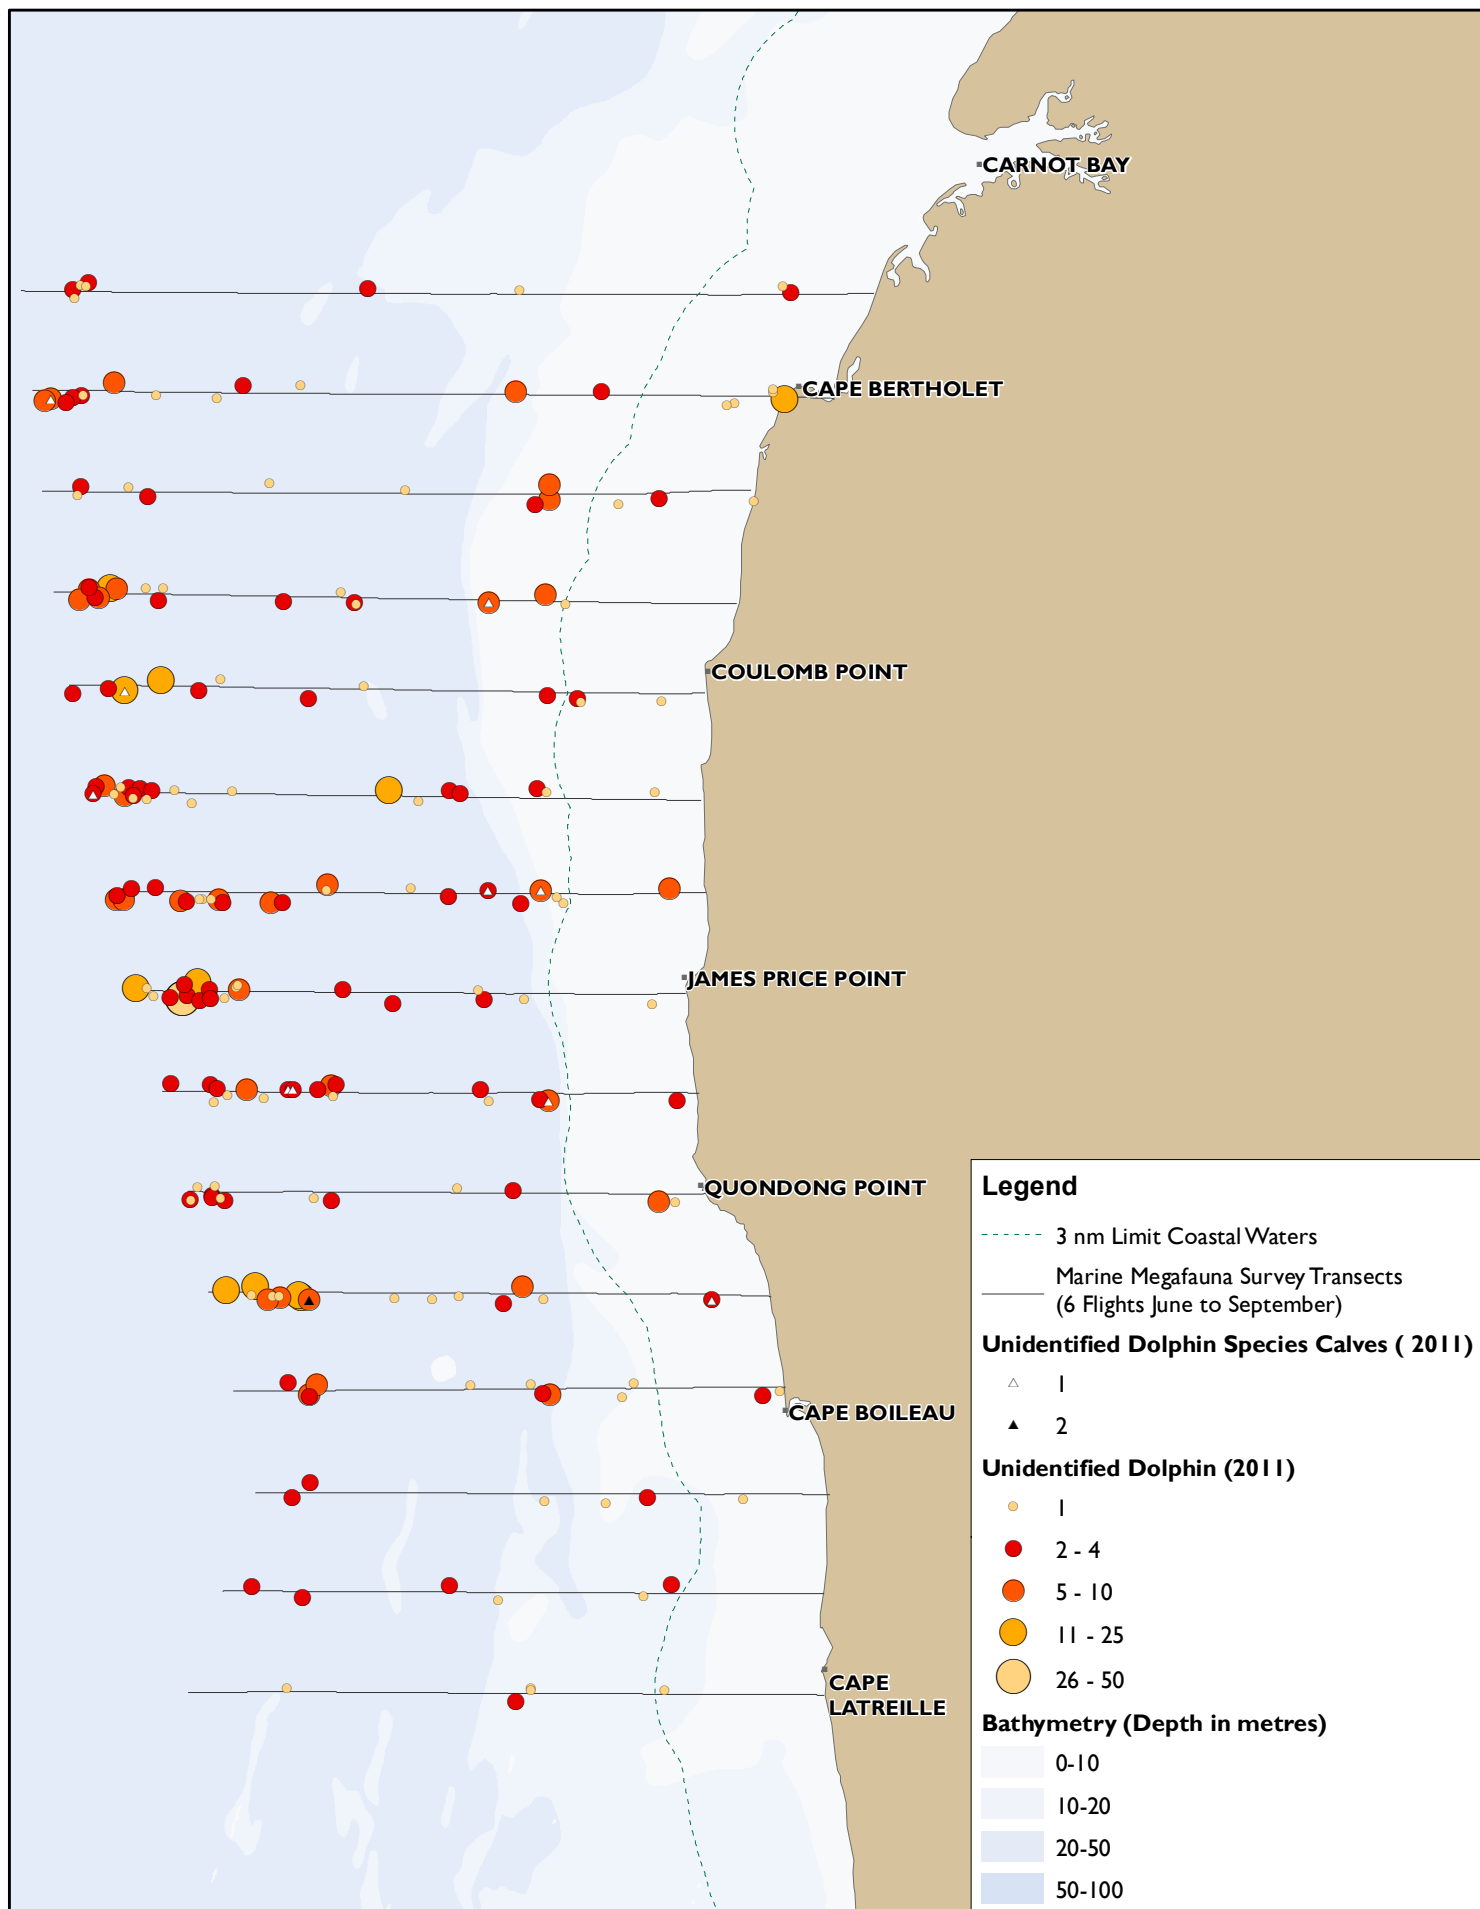 CARNOT BAY
CAPE BERTHOLET
COULOMB POINT
JAMES PRICE POINT
QUONDONG POINT
CAPE BOILEAU
CAPE
LATREILLE
Legend
3 nm Limit Coastal Waters
Marine Megafauna Survey Transects
(6 Flights June to September)
Unidentified Dolphin Species Calves ( 2011)
1
2
Unidentified Dolphin (2011)
1
2 - 4
5 - 10
11 - 25
26 - 50
Bathymetry (Depth in metres)
0-10
10-20
20-50
50-100